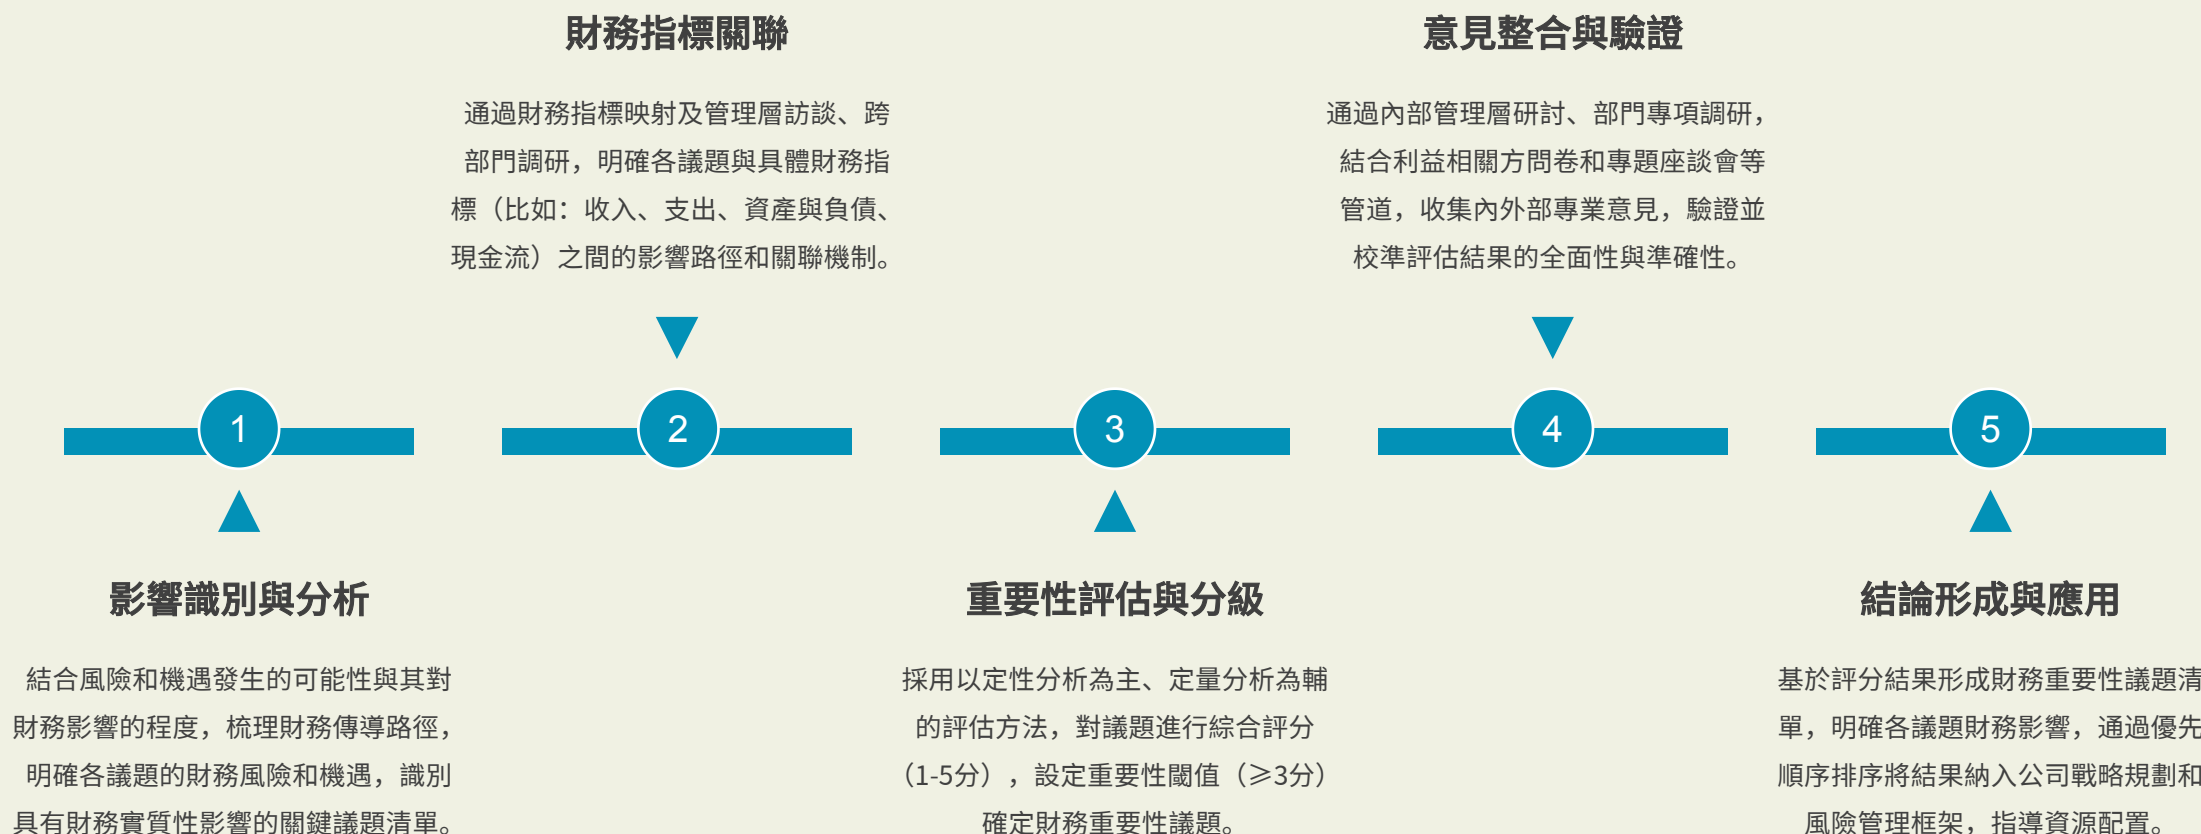 財務指標關聯
通過財務指標映射及管理層訪談、跨
部門調研，明確各議題與具體財務指
標（比如：收入、支出、資產與負債、
現金流）之間的影響路徑和關聯機制。
意見整合與驗證
通過內部管理層研討、部門專項調研，
結合利益相關方問卷和專題座談會等
管道，收集內外部專業意見，驗證並
校準評估結果的全面性與準確性。
1
2
3
4
5
影響識別與分析
結合風險和機遇發生的可能性與其對
財務影響的程度，梳理財務傳導路徑，
明確各議題的財務風險和機遇，識別
具有財務實質性影響的關鍵議題清單。
重要性評估與分級
採用以定性分析為主、定量分析為輔
的評估方法，對議題進行綜合評分
（1-5分），設定重要性閾值（≥3分）
確定財務重要性議題。
結論形成與應用
基於評分結果形成財務重要性議題清
單，明確各議題財務影響，通過優先
順序排序將結果納入公司戰略規劃和
風險管理框架，指導資源配置。